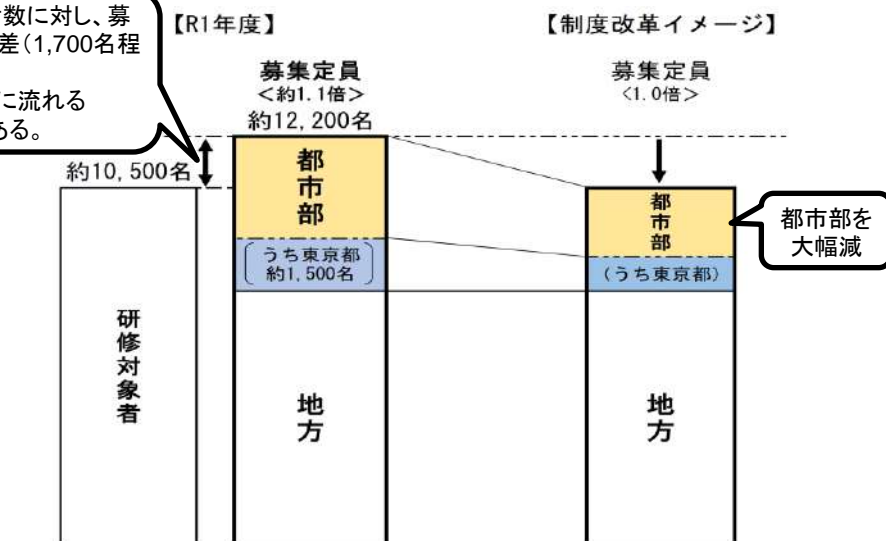 数に対し、募
差(1,700名程
に流れる
ある。
【R1年度】
募集定員
<約1.1倍>
約12,200名
約10,500名
研修対象者
都市部
うち東京都
約1,500名
地方
【制度改革イメージ】
募集定員
<1.0倍>
都市部
(うち東京都)
地方
都市部を
大幅減